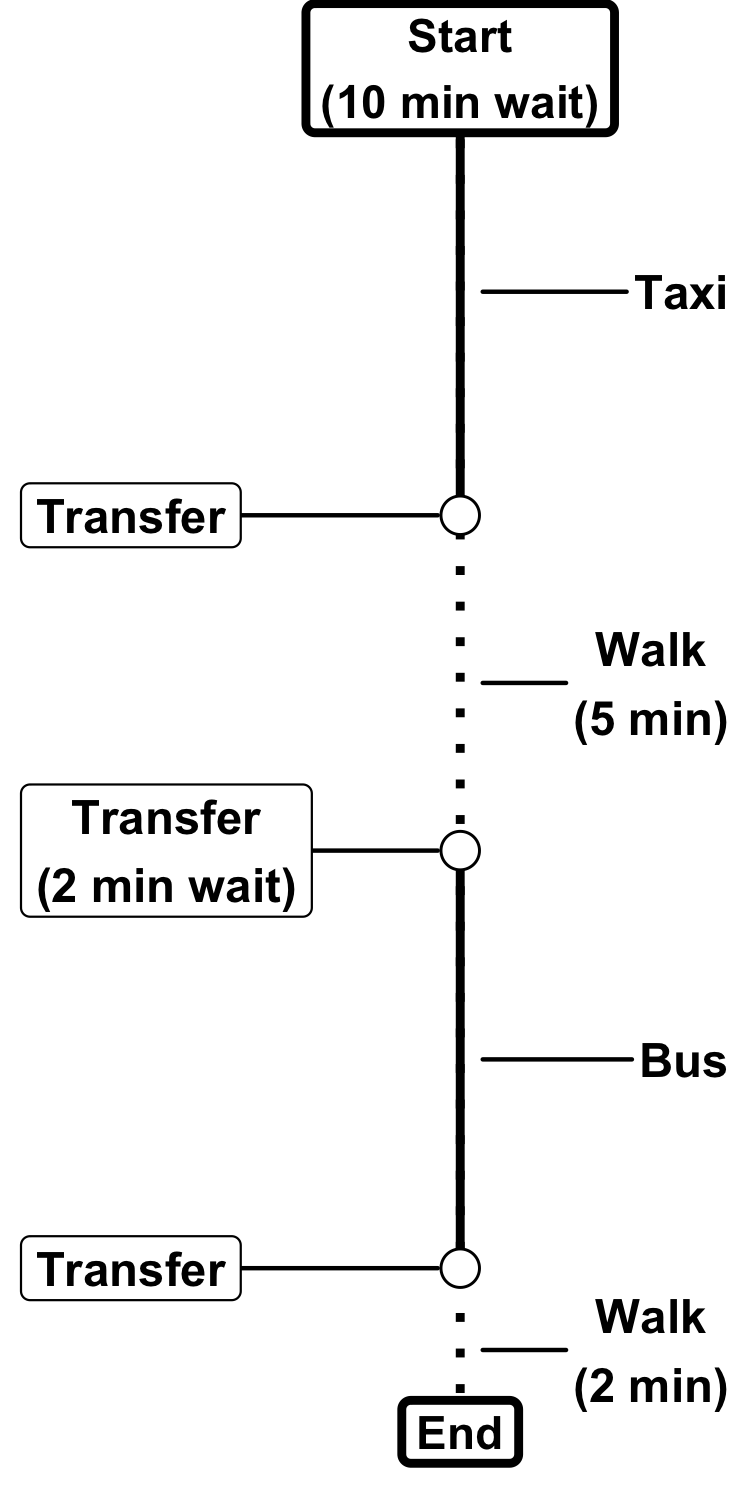 Start
(10 min wait)
Taxi
Transfer
Walk
(5 min)
Transfer
(2 min wait)
Bus
Transfer
Walk
(2 min)
End